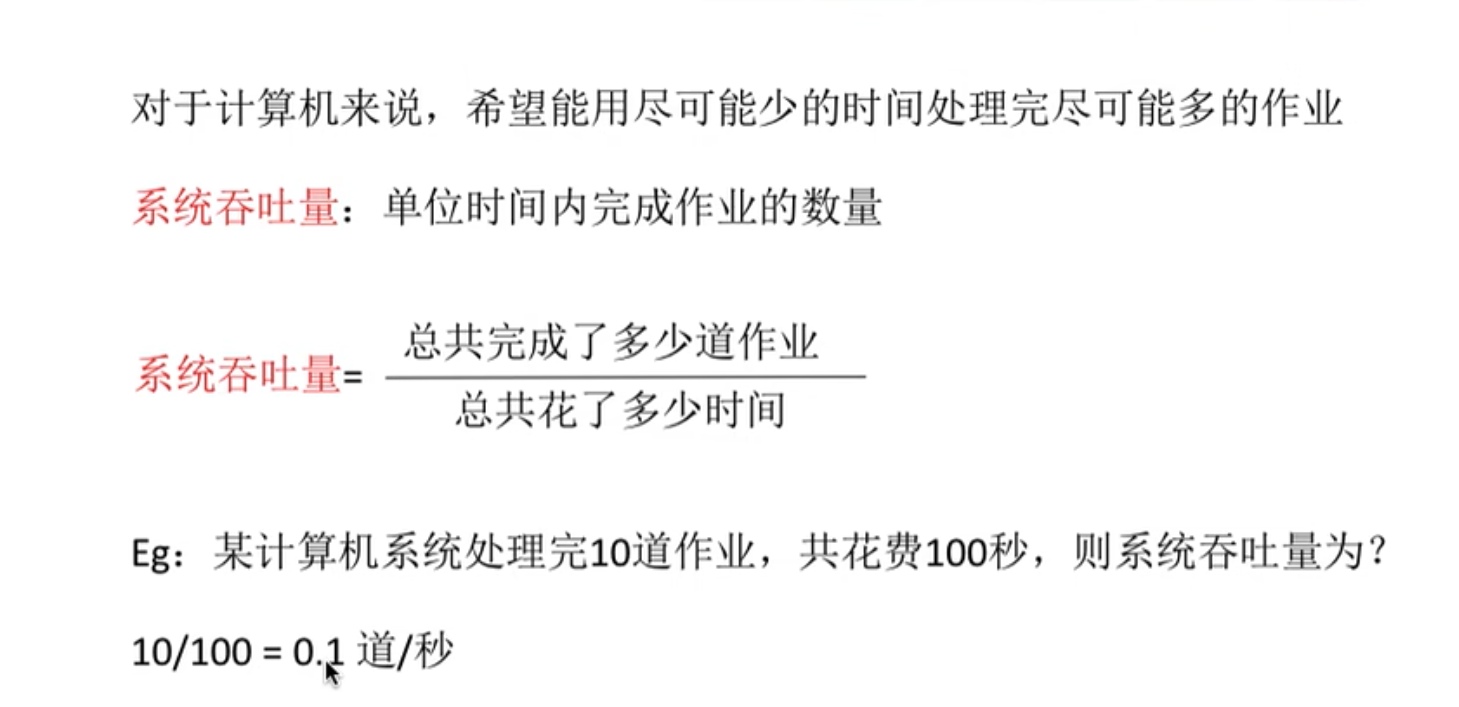 对于计算机来说，希望能用尽可能少的时间处理完尽可能多的作业
系统吞吐量：单位时间内完成作业的数量
系统吞吐量=
总共完成了多少道作业
总共花了多少时间
Eg：某计算机系统处理完10道作业，共花费100秒，则系统吞吐量为？
10/100 = 0.1 道/秒